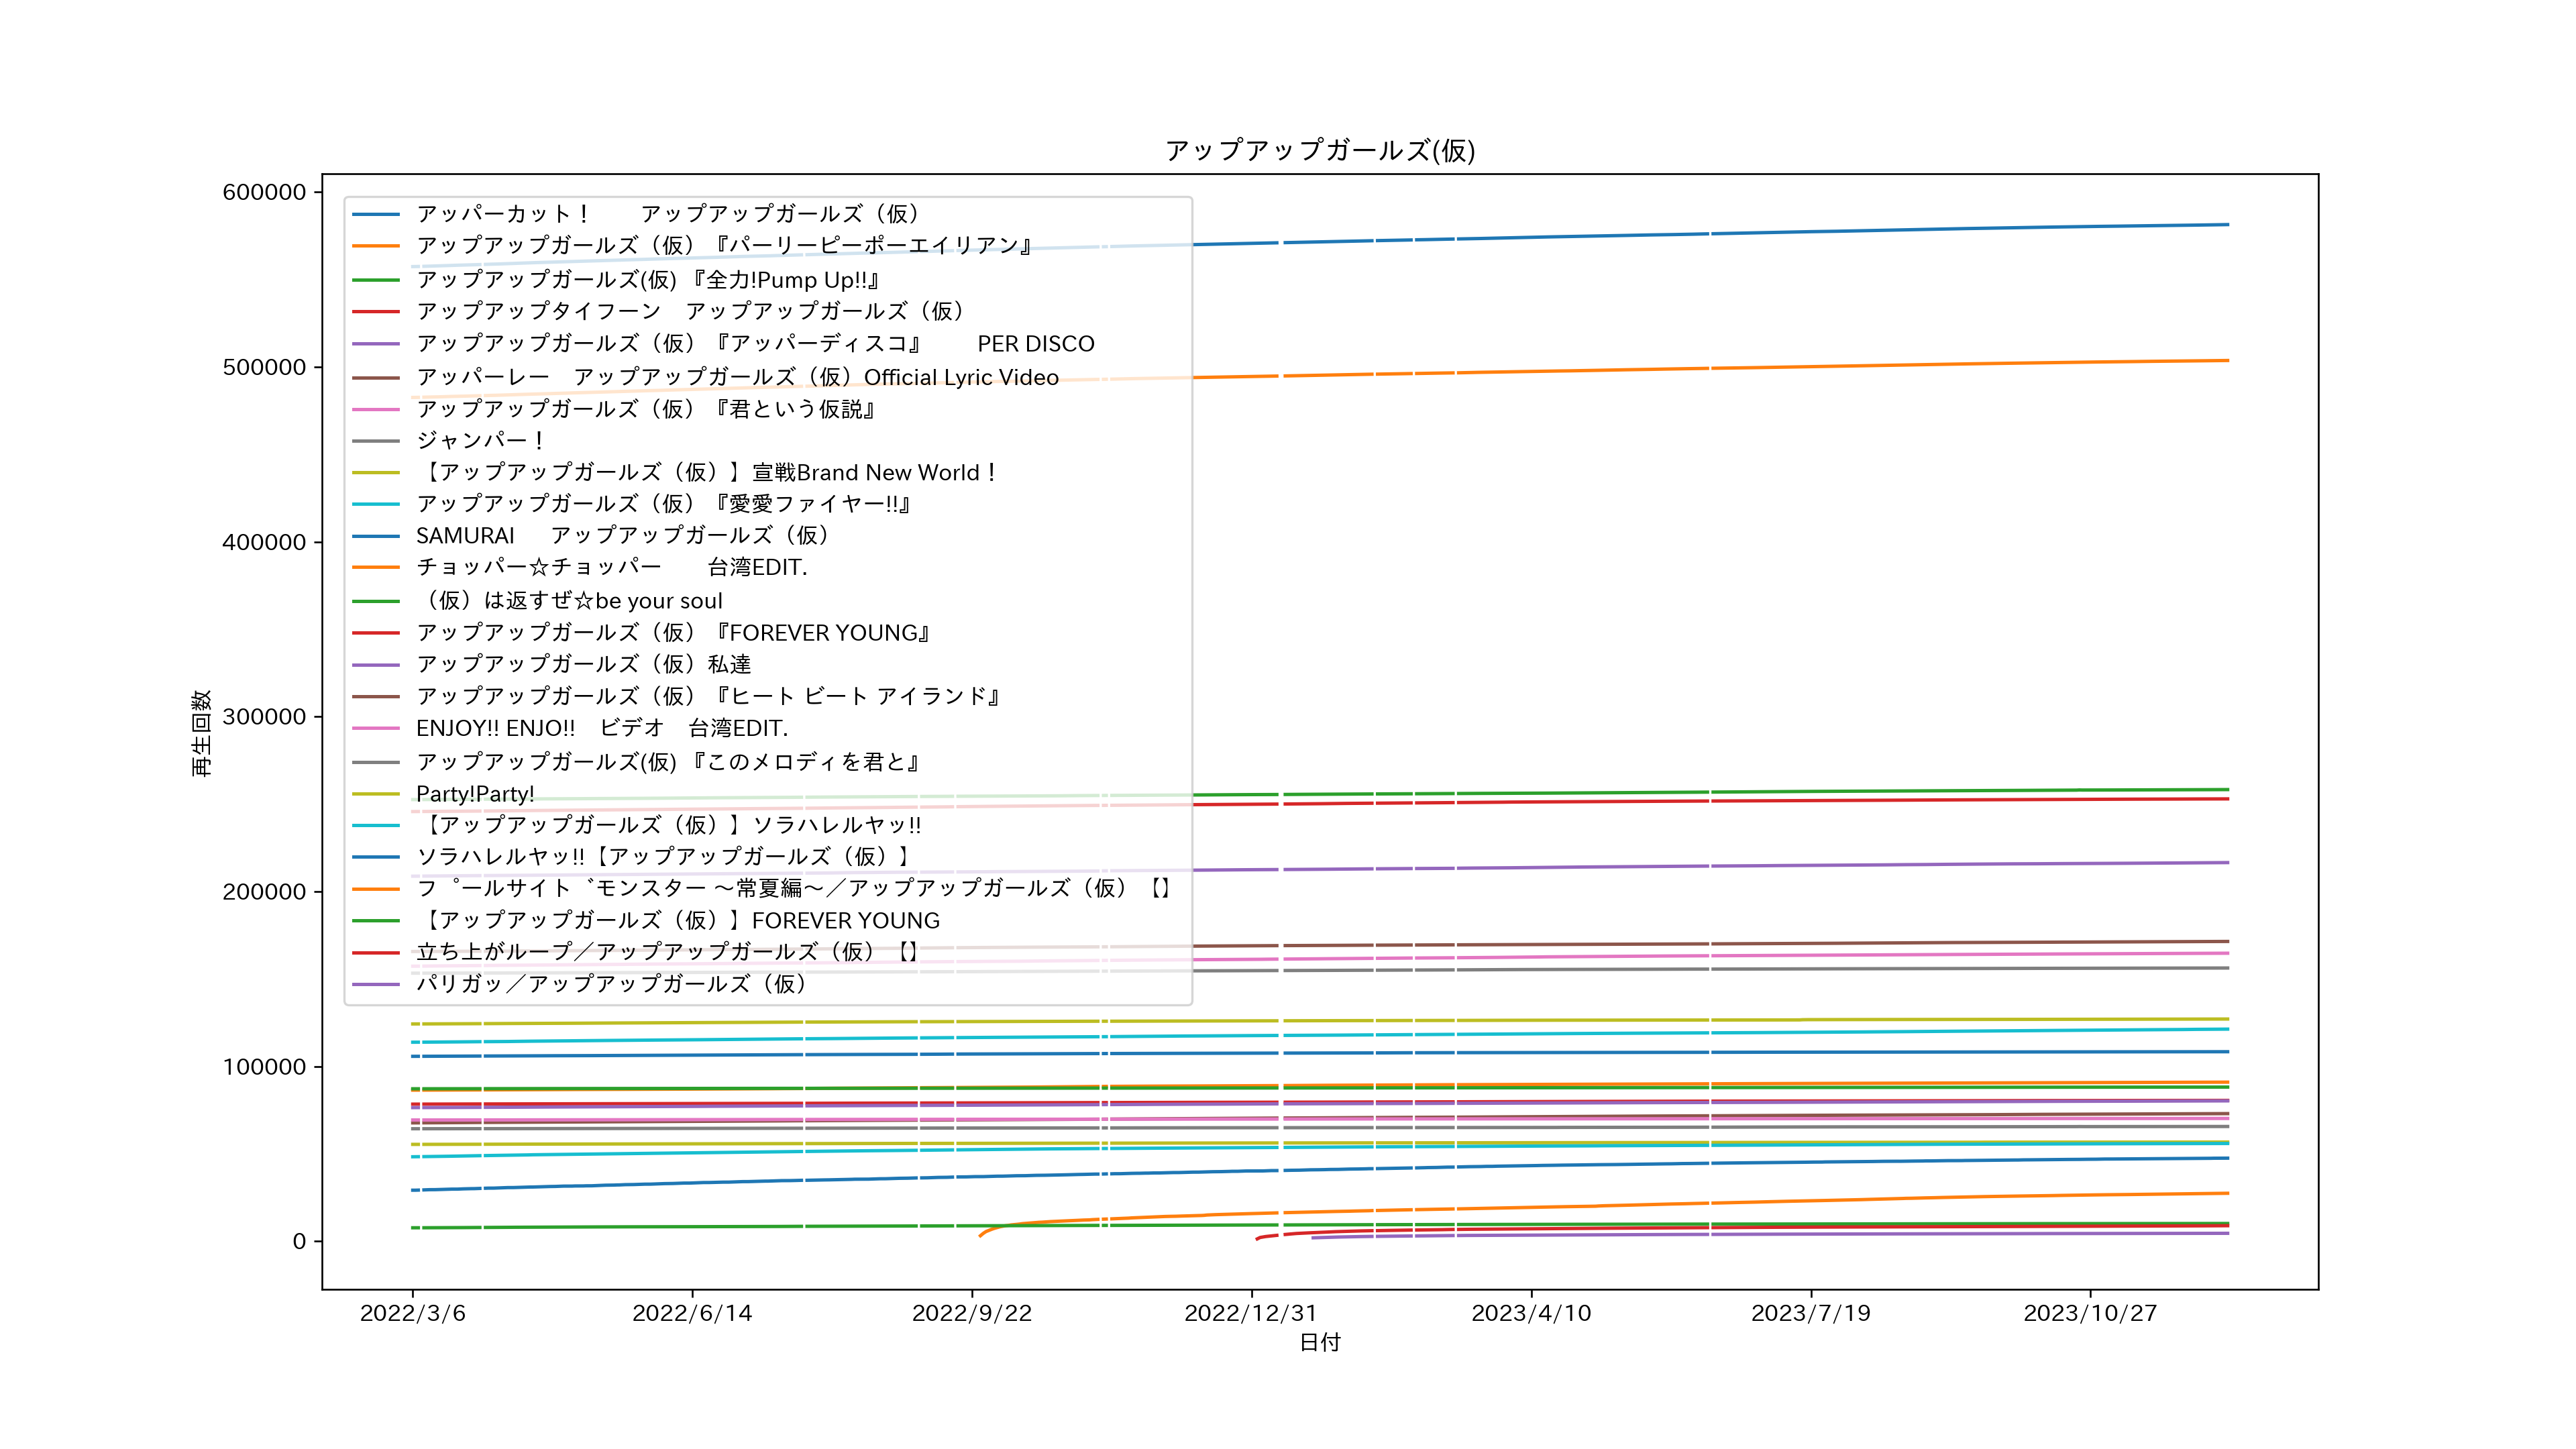 アップアップガールズ(仮)
600000
500000
400000
300000
200000
100000
0
再生回数
アッパーカット！　　アップアップガールズ（仮）
アップアップガールズ（仮）『パーリーピーポーエイリアン』
アップアップガールズ(仮) 『全力!Pump Up!!』
アップアップタイフーン　アップアップガールズ（仮）
アップアップガールズ（仮）『アッパーディスコ』　　PER DISCO
アッパーレー　アップアップガールズ（仮）Official Lyric Video
アップアップガールズ（仮）『君という仮説』
ジャンパー！
【アップアップガールズ（仮）】宣戦Brand New World！
アップアップガールズ（仮）『愛愛ファイヤー!!』
SAMURAI　 アップアップガールズ（仮）
チョッパー☆チョッパー　　台湾EDIT.
（仮）は返すぜ☆be your soul
アップアップガールズ（仮）『FOREVER YOUNG』
アップアップガールズ（仮）私達
アップアップガールズ（仮）『ヒート ビート アイランド』
ENJOY!! ENJO!!　ビデオ　台湾EDIT.
アップアップガールズ(仮) 『このメロディを君と』
Party!Party!
【アップアップガールズ（仮）】ソラハレルヤッ!!
ソラハレルヤッ!!【アップアップガールズ（仮）】
フ゜ールサイト゛モンスター ～常夏編～／アップアップガールズ（仮）【】
【アップアップガールズ（仮）】FOREVER YOUNG
立ち上がループ／アップアップガールズ（仮）【】
パリガッ／アップアップガールズ（仮）
2022/3/6
2022/6/14
2022/9/22
2022/12/31
2023/4/10
2023/7/19
2023/10/27
日付